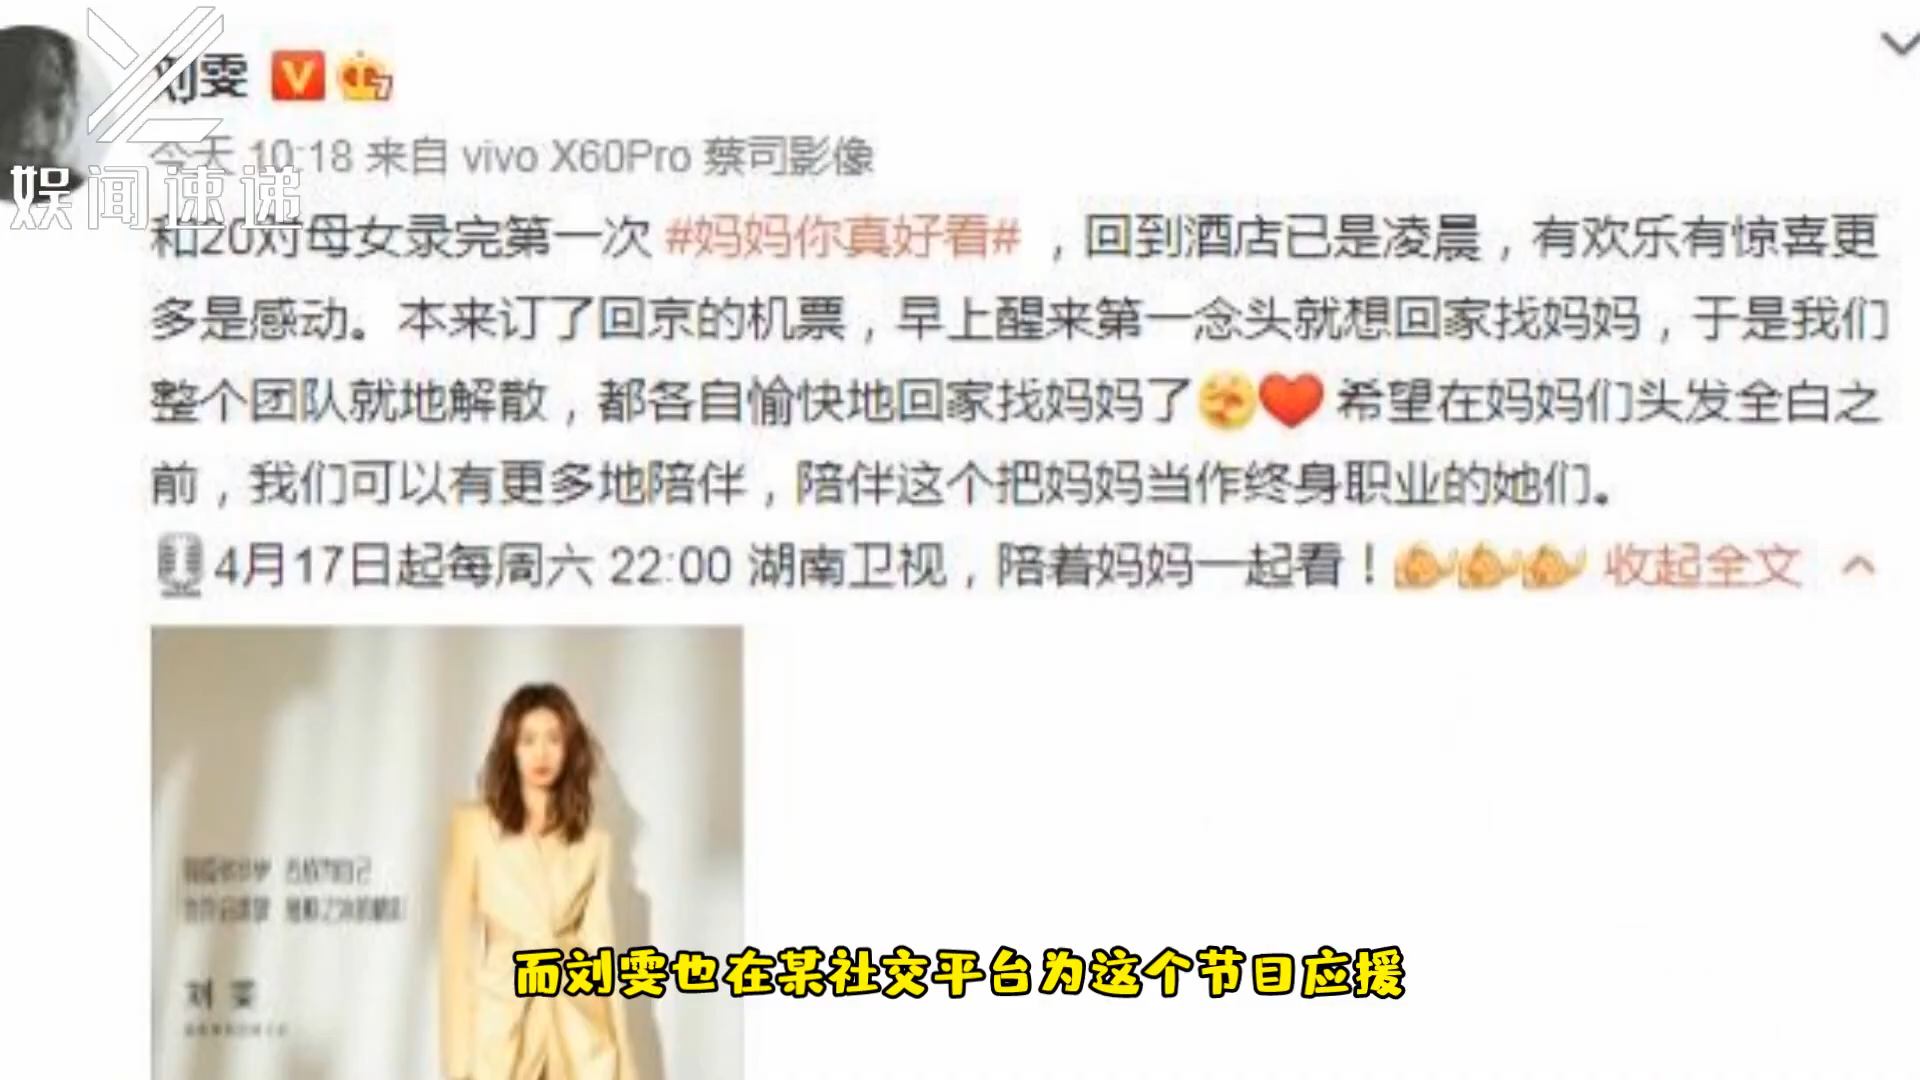 刘雯
今天 10:18 来自 vivo X60Pro 蔡司影像
娱闻速递
和20对母女录完第一次 #妈妈你真好看# ，回到酒店已是凌晨，有欢乐有惊喜更
多是感动。本来订了回京的机票，早上醒来第一念头就想回家找妈妈，于是我们
整个团队就地解散，都各自愉快地回家找妈妈了 希望在妈妈们头发全白之
前，我们可以有更多地陪伴，陪伴这个把妈妈当作终身职业的她们。
4月17日起每周六 22:00 湖南卫视，陪着妈妈一起看！ 收起全文
刘 雯
而刘雯也在某社交平台为这个节目应援